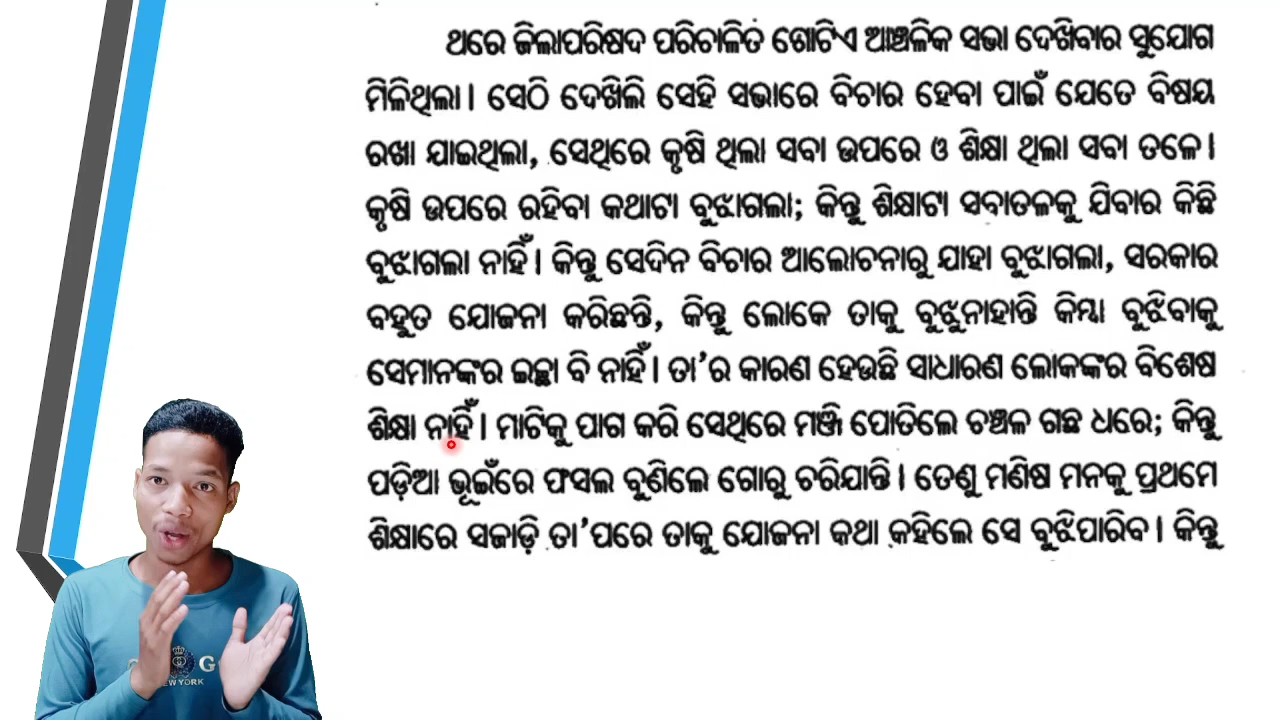 ଥରେ ଜିଲାପରିଷଦ ପରିଚାଳିତ ଗୋଟିଏ ଆଞ୍ଚଳିକ ସଭା ଦେଖିବାର ସୁଯୋଗ
ମିଳିଥିଲା । ସେଠି ଦେଖିଲି ସେହି ସଭାରେ ବିଚାର ହେବା ପାଇଁ ଯେତେ ବିଷୟ
ରଖା ଯାଇଥିଲା, ସେଥିରେ କୃଷି ଥିଲା ସବା ଉପରେ ଓ ଶିକ୍ଷା ଥିଲା ସବା ତଳେ ।
କୃଷି ଉପରେ ରହିବା କଥାଟା ବୁଝାଗଲା; କିନ୍ତୁ ଶିକ୍ଷାଟା ସବାତଳକୁ ଯିବାର କିଛି
ବୁଝାଗଲା ନାହିଁ । କିନ୍ତୁ ସେଦିନ ବିଚାର ଆଲୋଚନାରୁ ଯାହା ବୁଝାଗଲା, ସରକାର
ବହୁତ ଯୋଜନା କରିଛନ୍ତି, କିନ୍ତୁ ଲୋକେ ତାକୁ ବୁଝୁନାହାନ୍ତି କିମ୍ବା ବୁଝିବାକୁ
ସେମାନଙ୍କର ଇଚ୍ଛା ବି ନାହିଁ । ତା’ର କାରଣ ହେଉଛି ସାଧାରଣ ଲୋକଙ୍କର ବିଶେଷ
ଶିକ୍ଷା ନାହିଁ । ମାଟିକୁ ପାଗ କରି ସେଥିରେ ମଞ୍ଜି ପୋତିଲେ ଚଞ୍ଚଳ ଗଛ ଧରେ; କିନ୍ତୁ
ପଡ଼ିଆ ଭୂଇଁରେ ଫସଲ ବୁଣିଲେ ଗୋରୁ ଚରିଯାନ୍ତି । ତେଣୁ ମଣିଷ ମନକୁ ପ୍ରଥମେ
ଶିକ୍ଷାରେ ସଜାଡ଼ି ତା’ପରେ ତାକୁ ଯୋଜନା କଥା କହିଲେ ସେ ବୁଝିପାରିବ । କିନ୍ତୁ